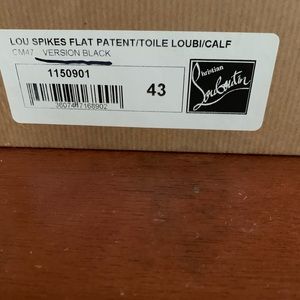 LOU SPIKES FLAT PATENT/TOILE LOUBI/CALF
CM47 VERSION BLACK
1150901
43
Christian
Louboutin